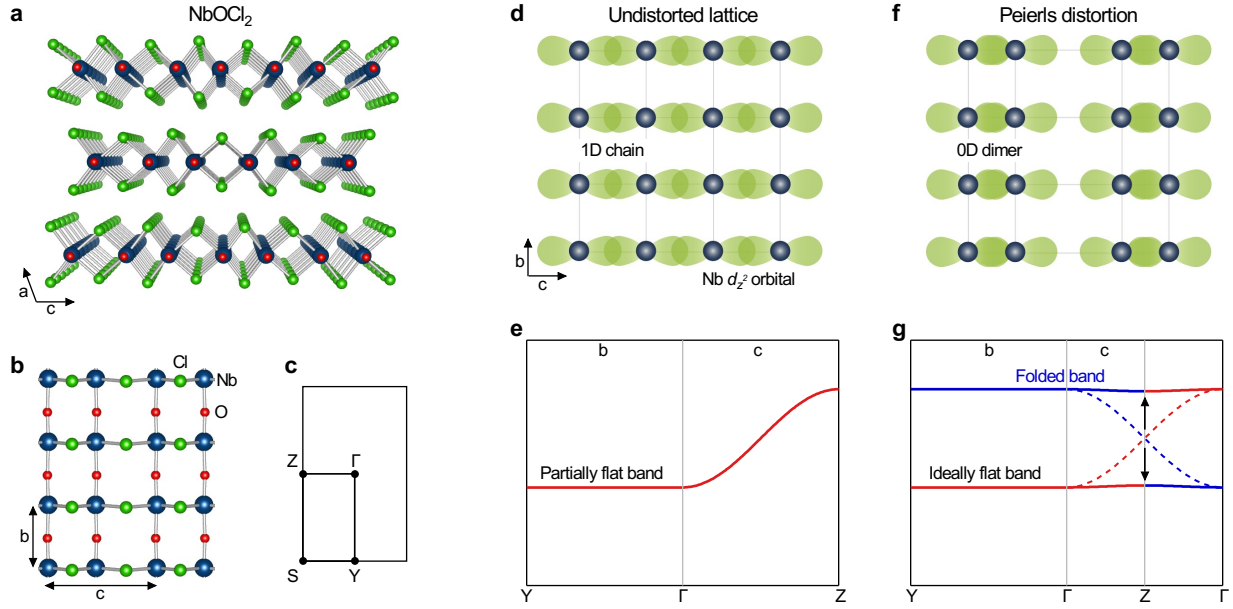 a
NbOCl₂
a
c
b
Cl
Nb
O
b
c
c
Z
Γ
S
Y
d
Undistorted lattice
1D chain
b
c
Nb d_z² orbital
e
b
c
Partially flat band
Y
Γ
Z
f
Peierls distortion
0D dimer
g
b
c
Folded band
Ideally flat band
Y
Γ
Z
Γ